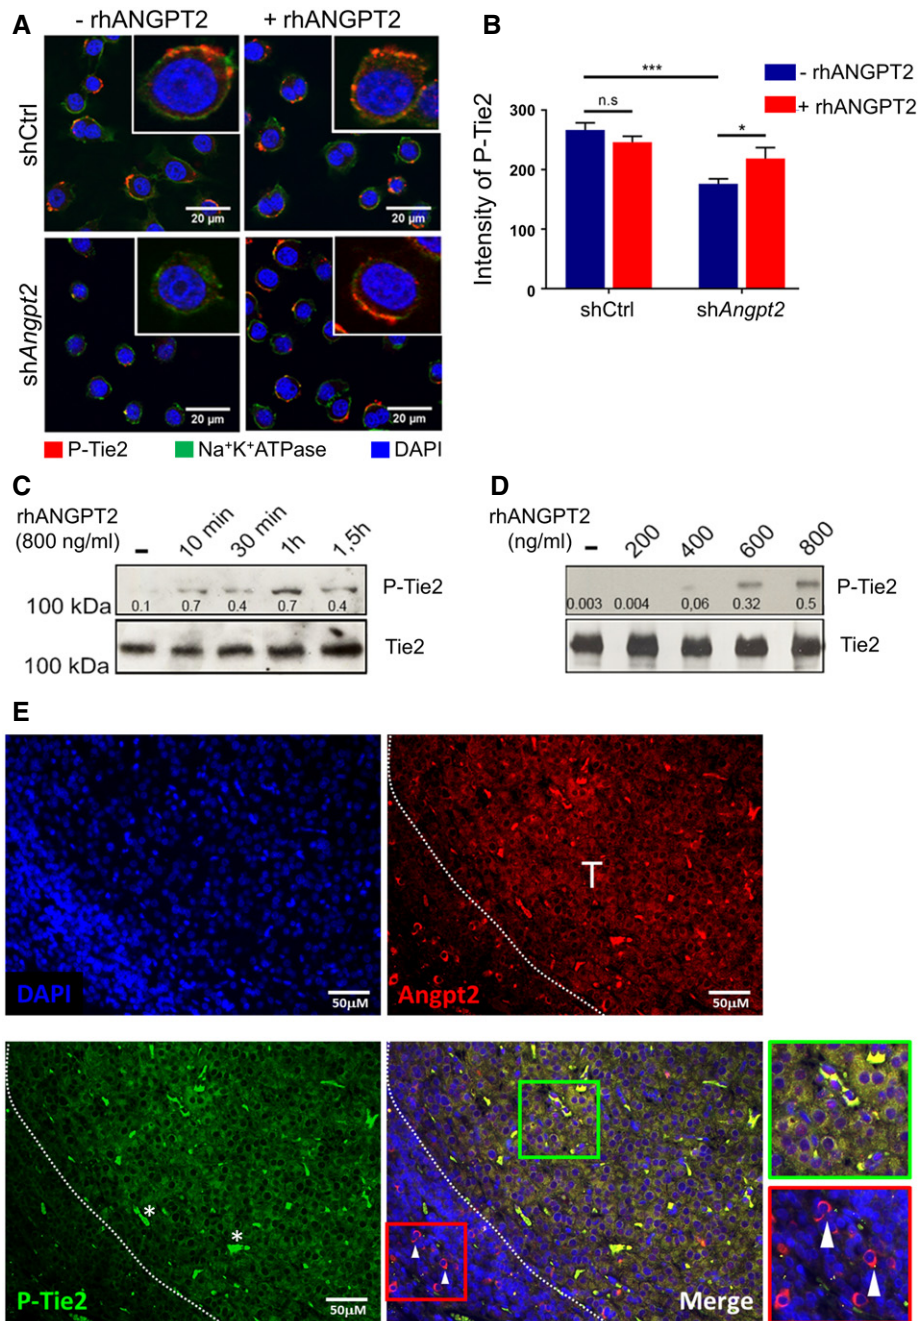 A
- rhANGPT2
+ rhANGPT2
shCtrl
20 µm
20 µm
shAngpt2
20 µm
20 µm
P-Tie2
Na⁺K⁺ATPase
DAPI
B
- rhANGPT2
+ rhANGPT2
Intensity of P-Tie2
300
200
100
0
***
n.s
*
shCtrl
shAngpt2
C
rhANGPT2
(800 ng/ml)
- 10 min 30 min 1h 1,5h
P-Tie2
100 kDa
0.1 0.7 0.4 0.7 0.4
Tie2
100 kDa
D
rhANGPT2
(ng/ml)
- 200 400 600 800
P-Tie2
0.003 0.004 0,06 0.32 0.5
Tie2
E
DAPI
50µM
T
Angpt2
50µM
*
*
P-Tie2
50µM
Merge